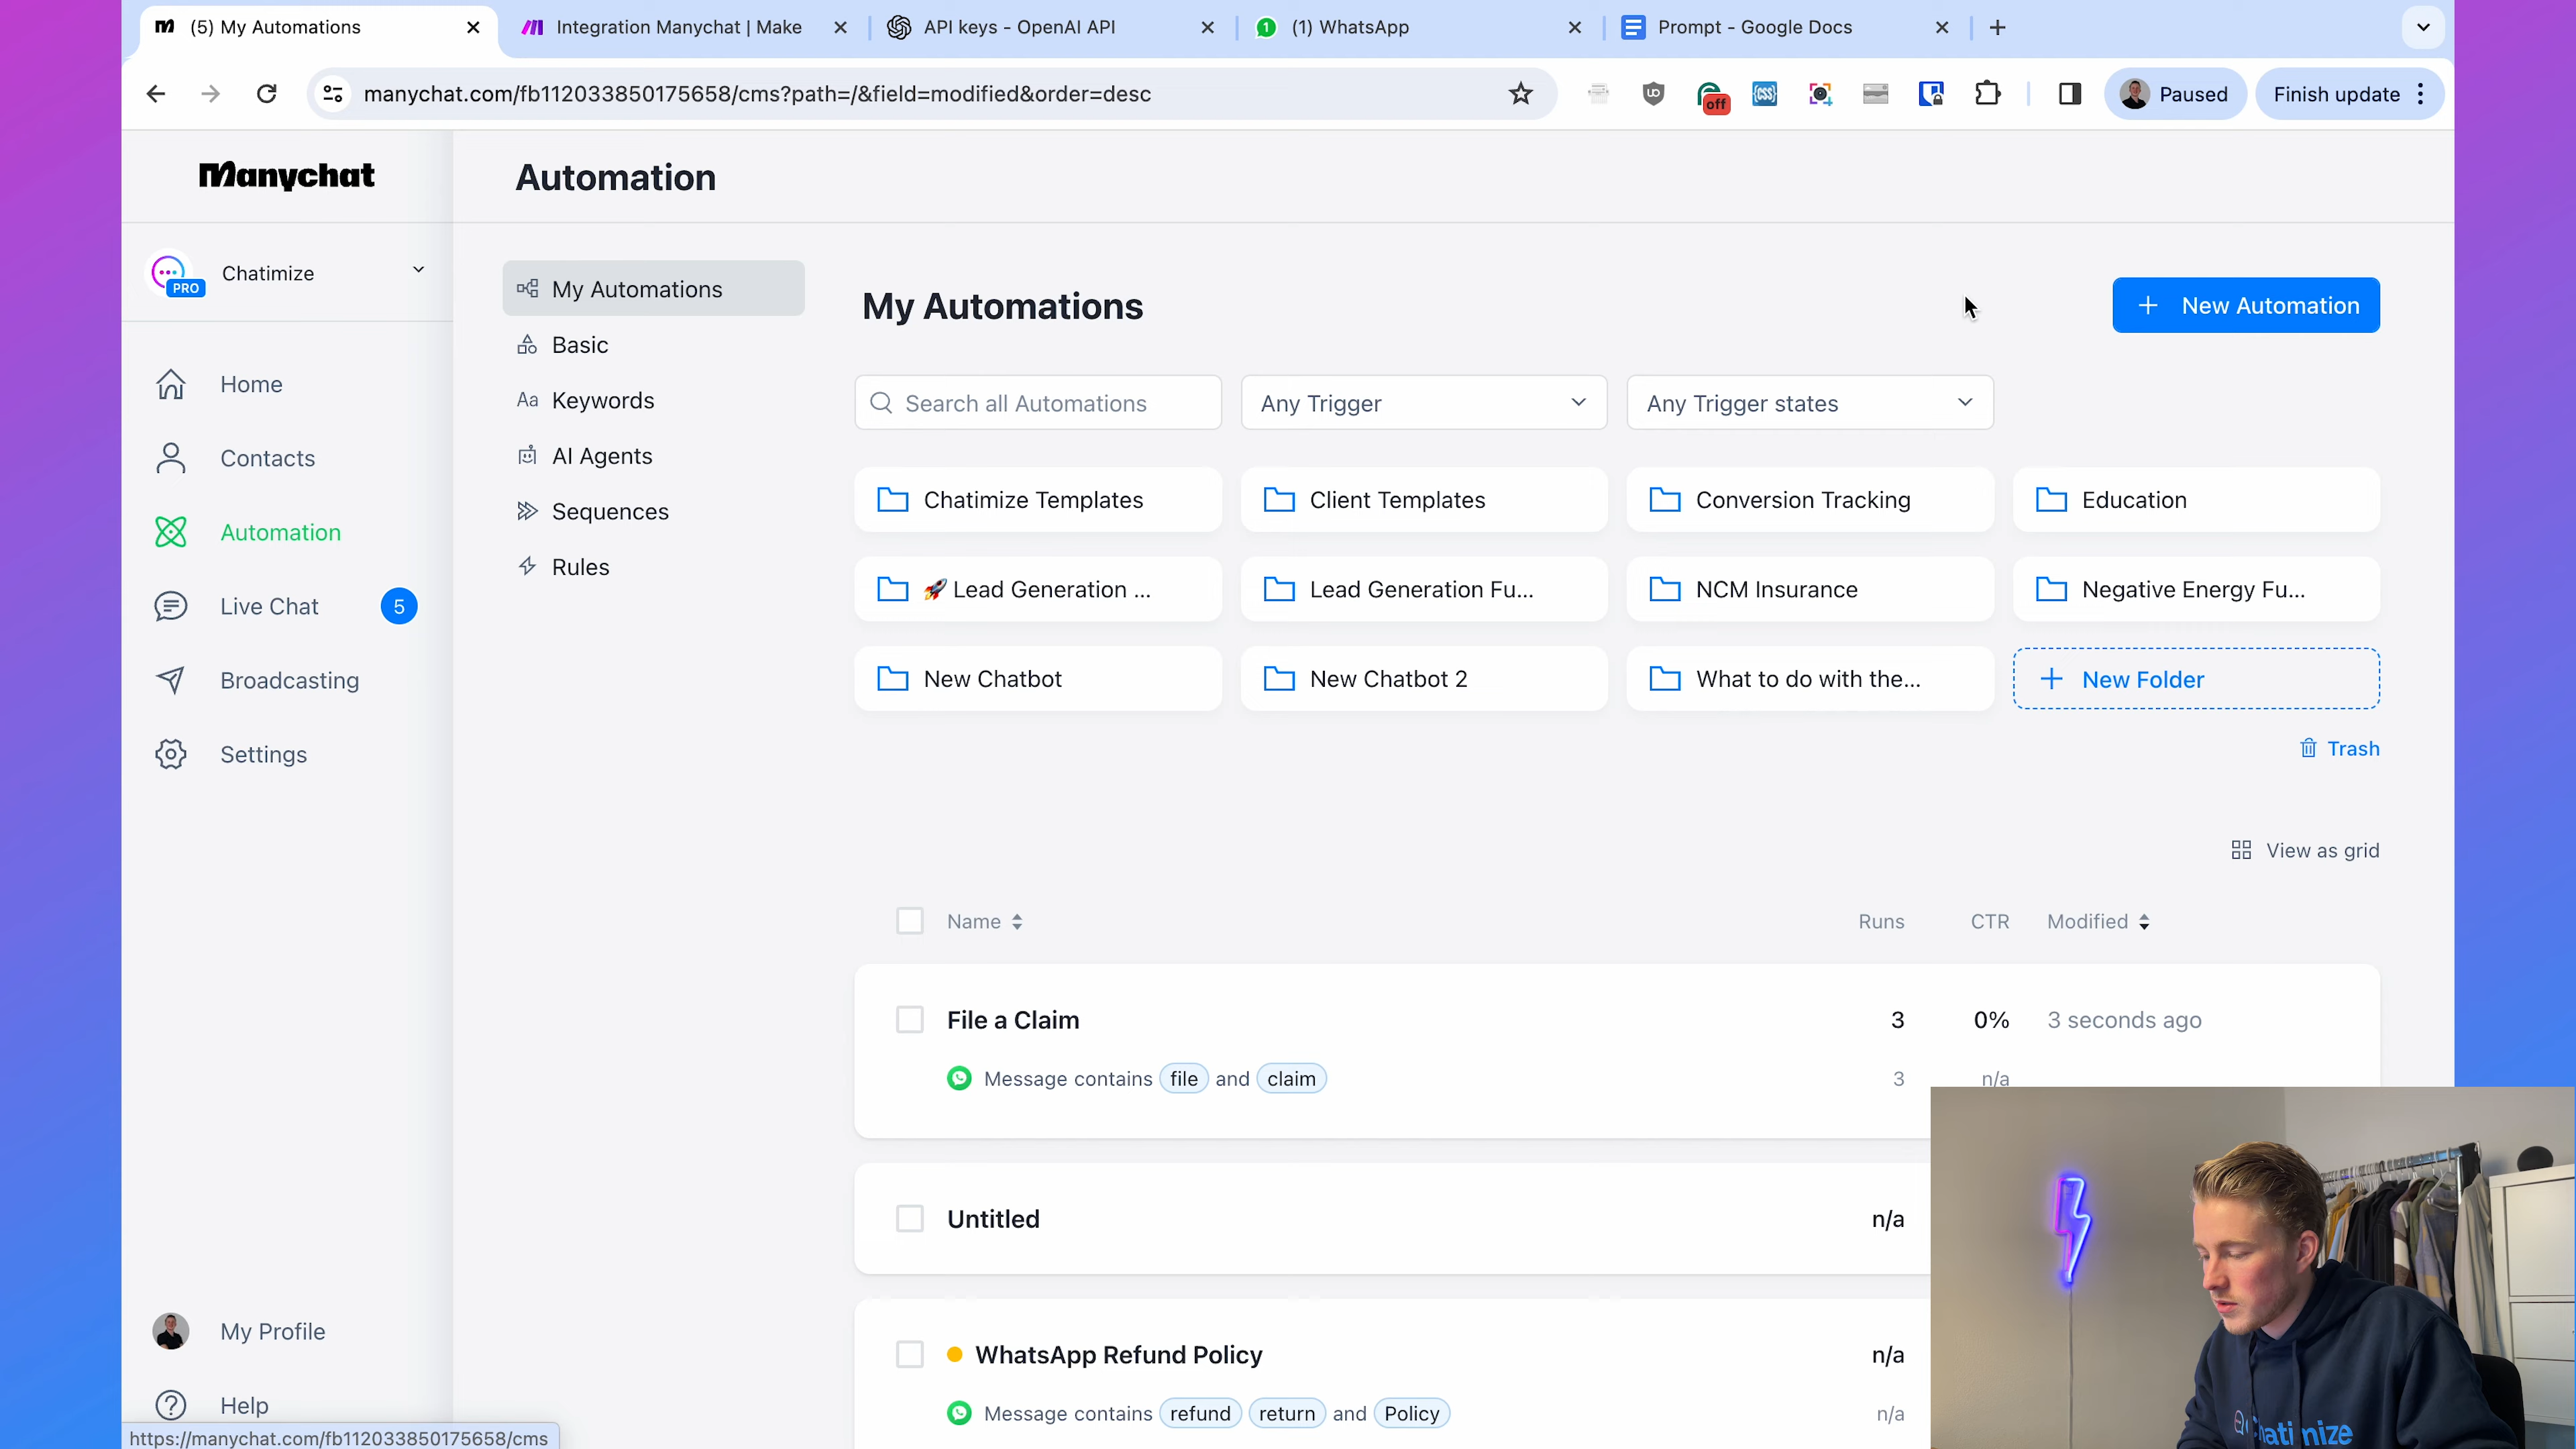 (5) My Automations
Integration Manychat | Make
API keys - OpenAI API
1 (1) WhatsApp
Prompt - Google Docs
manychat.com/fb112033850175658/cms?path=/&field=modified&order=desc
off
Paused
Finish update
Manychat
Automation
PRO
Chatimize
Home
Contacts
Automation
Live Chat 5
Broadcasting
Settings
My Profile
Help
My Automations
Basic
Aa Keywords
AI Agents
Sequences
Rules
My Automations
+ New Automation
Search all Automations
Any Trigger
Any Trigger states
Chatimize Templates
Client Templates
Conversion Tracking
Education
🚀 Lead Generation ...
Lead Generation Fu...
NCM Insurance
Negative Energy Fu...
New Chatbot
New Chatbot 2
What to do with the...
+ New Folder
Trash
View as grid
Name Runs CTR Modified
File a Claim 3 0% 3 seconds ago
Message contains file and claim 3 n/a
Untitled n/a
WhatsApp Refund Policy n/a
Message contains refund return and Policy n/a
https://manychat.com/fb112033850175658/cms